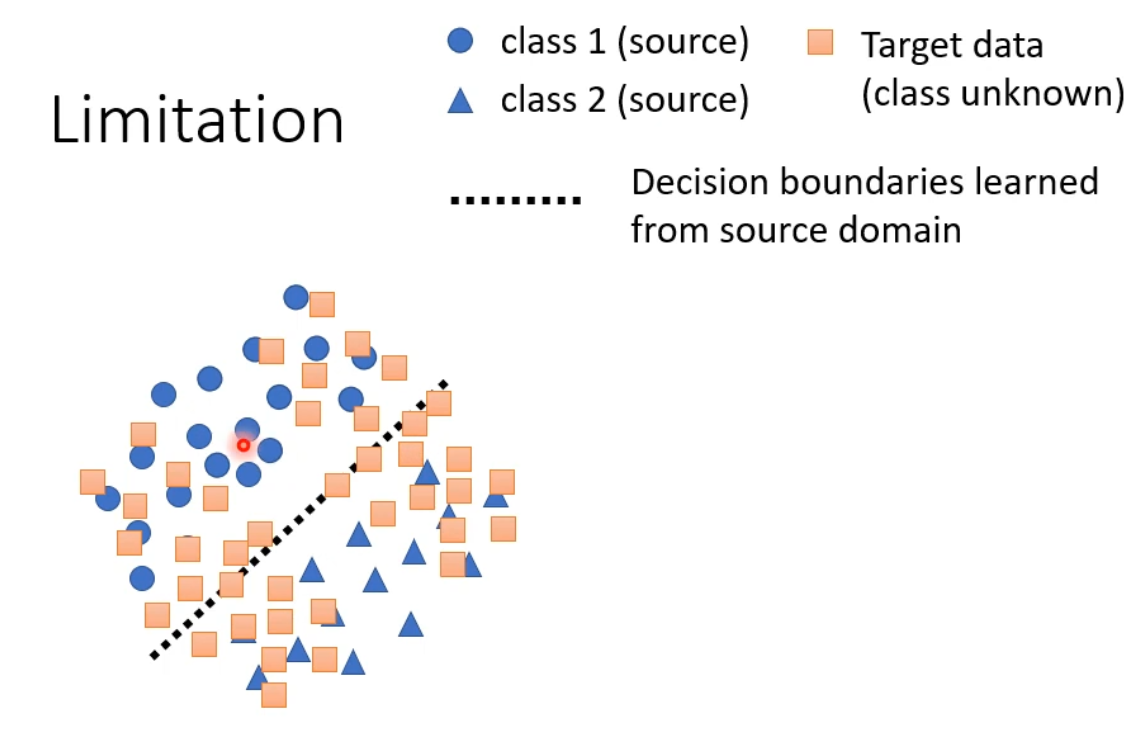 Limitation
class 1 (source)
class 2 (source)
Target data
(class unknown)
Decision boundaries learned
from source domain